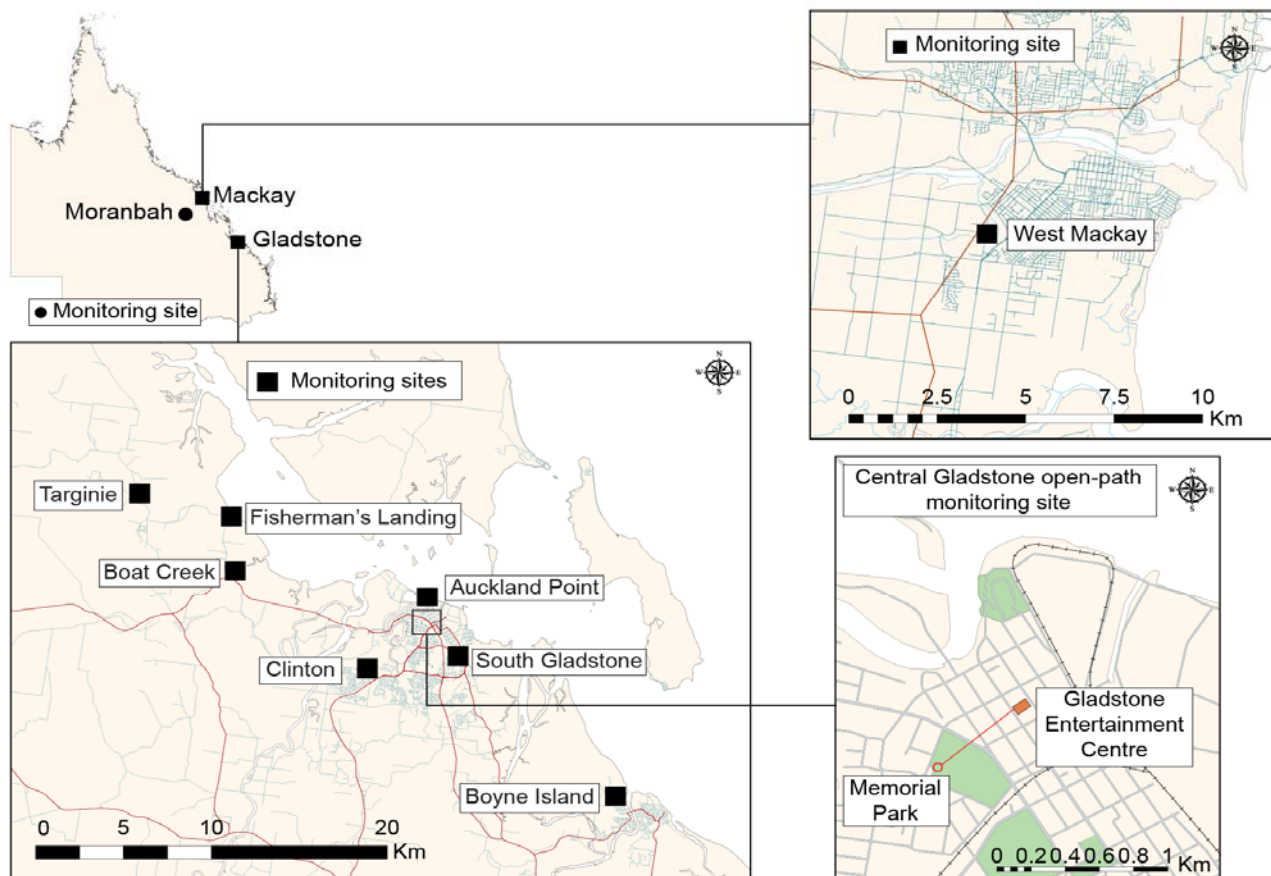 Mackay
Moranbah
Gladstone
Monitoring site
Monitoring site
N
W E
S
West Mackay
0 2.5 5 7.5 10
Km
Monitoring sites
N
W E
S
Targinie
Fisherman's Landing
Boat Creek
Auckland Point
Clinton
South Gladstone
Boyne Island
0 5 10 20
Km
Central Gladstone open-path
monitoring site
N
W E
S
Gladstone
Entertainment
Centre
Memorial
Park
0 0.2 0.4 0.6 0.8 1
Km